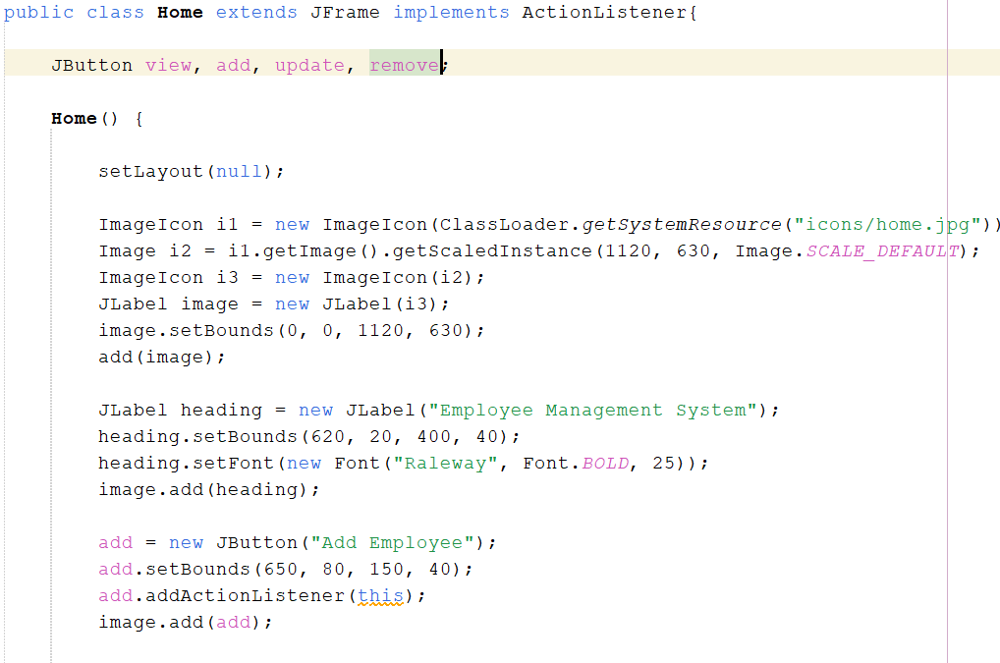 public class Home extends JFrame implements ActionListener{
JButton view, add, update, remove;
Home() {
setLayout(null);
ImageIcon i1 = new ImageIcon(ClassLoader.getSystemResource("icons/home.jpg"))
Image i2 = i1.getImage().getScaledInstance(1120, 630, Image.SCALE_DEFAULT);
ImageIcon i3 = new ImageIcon(i2);
JLabel image = new JLabel(i3);
image.setBounds(0, 0, 1120, 630);
add(image);
JLabel heading = new JLabel("Employee Management System");
heading.setBounds(620, 20, 400, 40);
heading.setFont(new Font("Raleway", Font.BOLD, 25));
image.add(heading);
add = new JButton("Add Employee");
add.setBounds(650, 80, 150, 40);
add.addActionListener(this);
image.add(add);